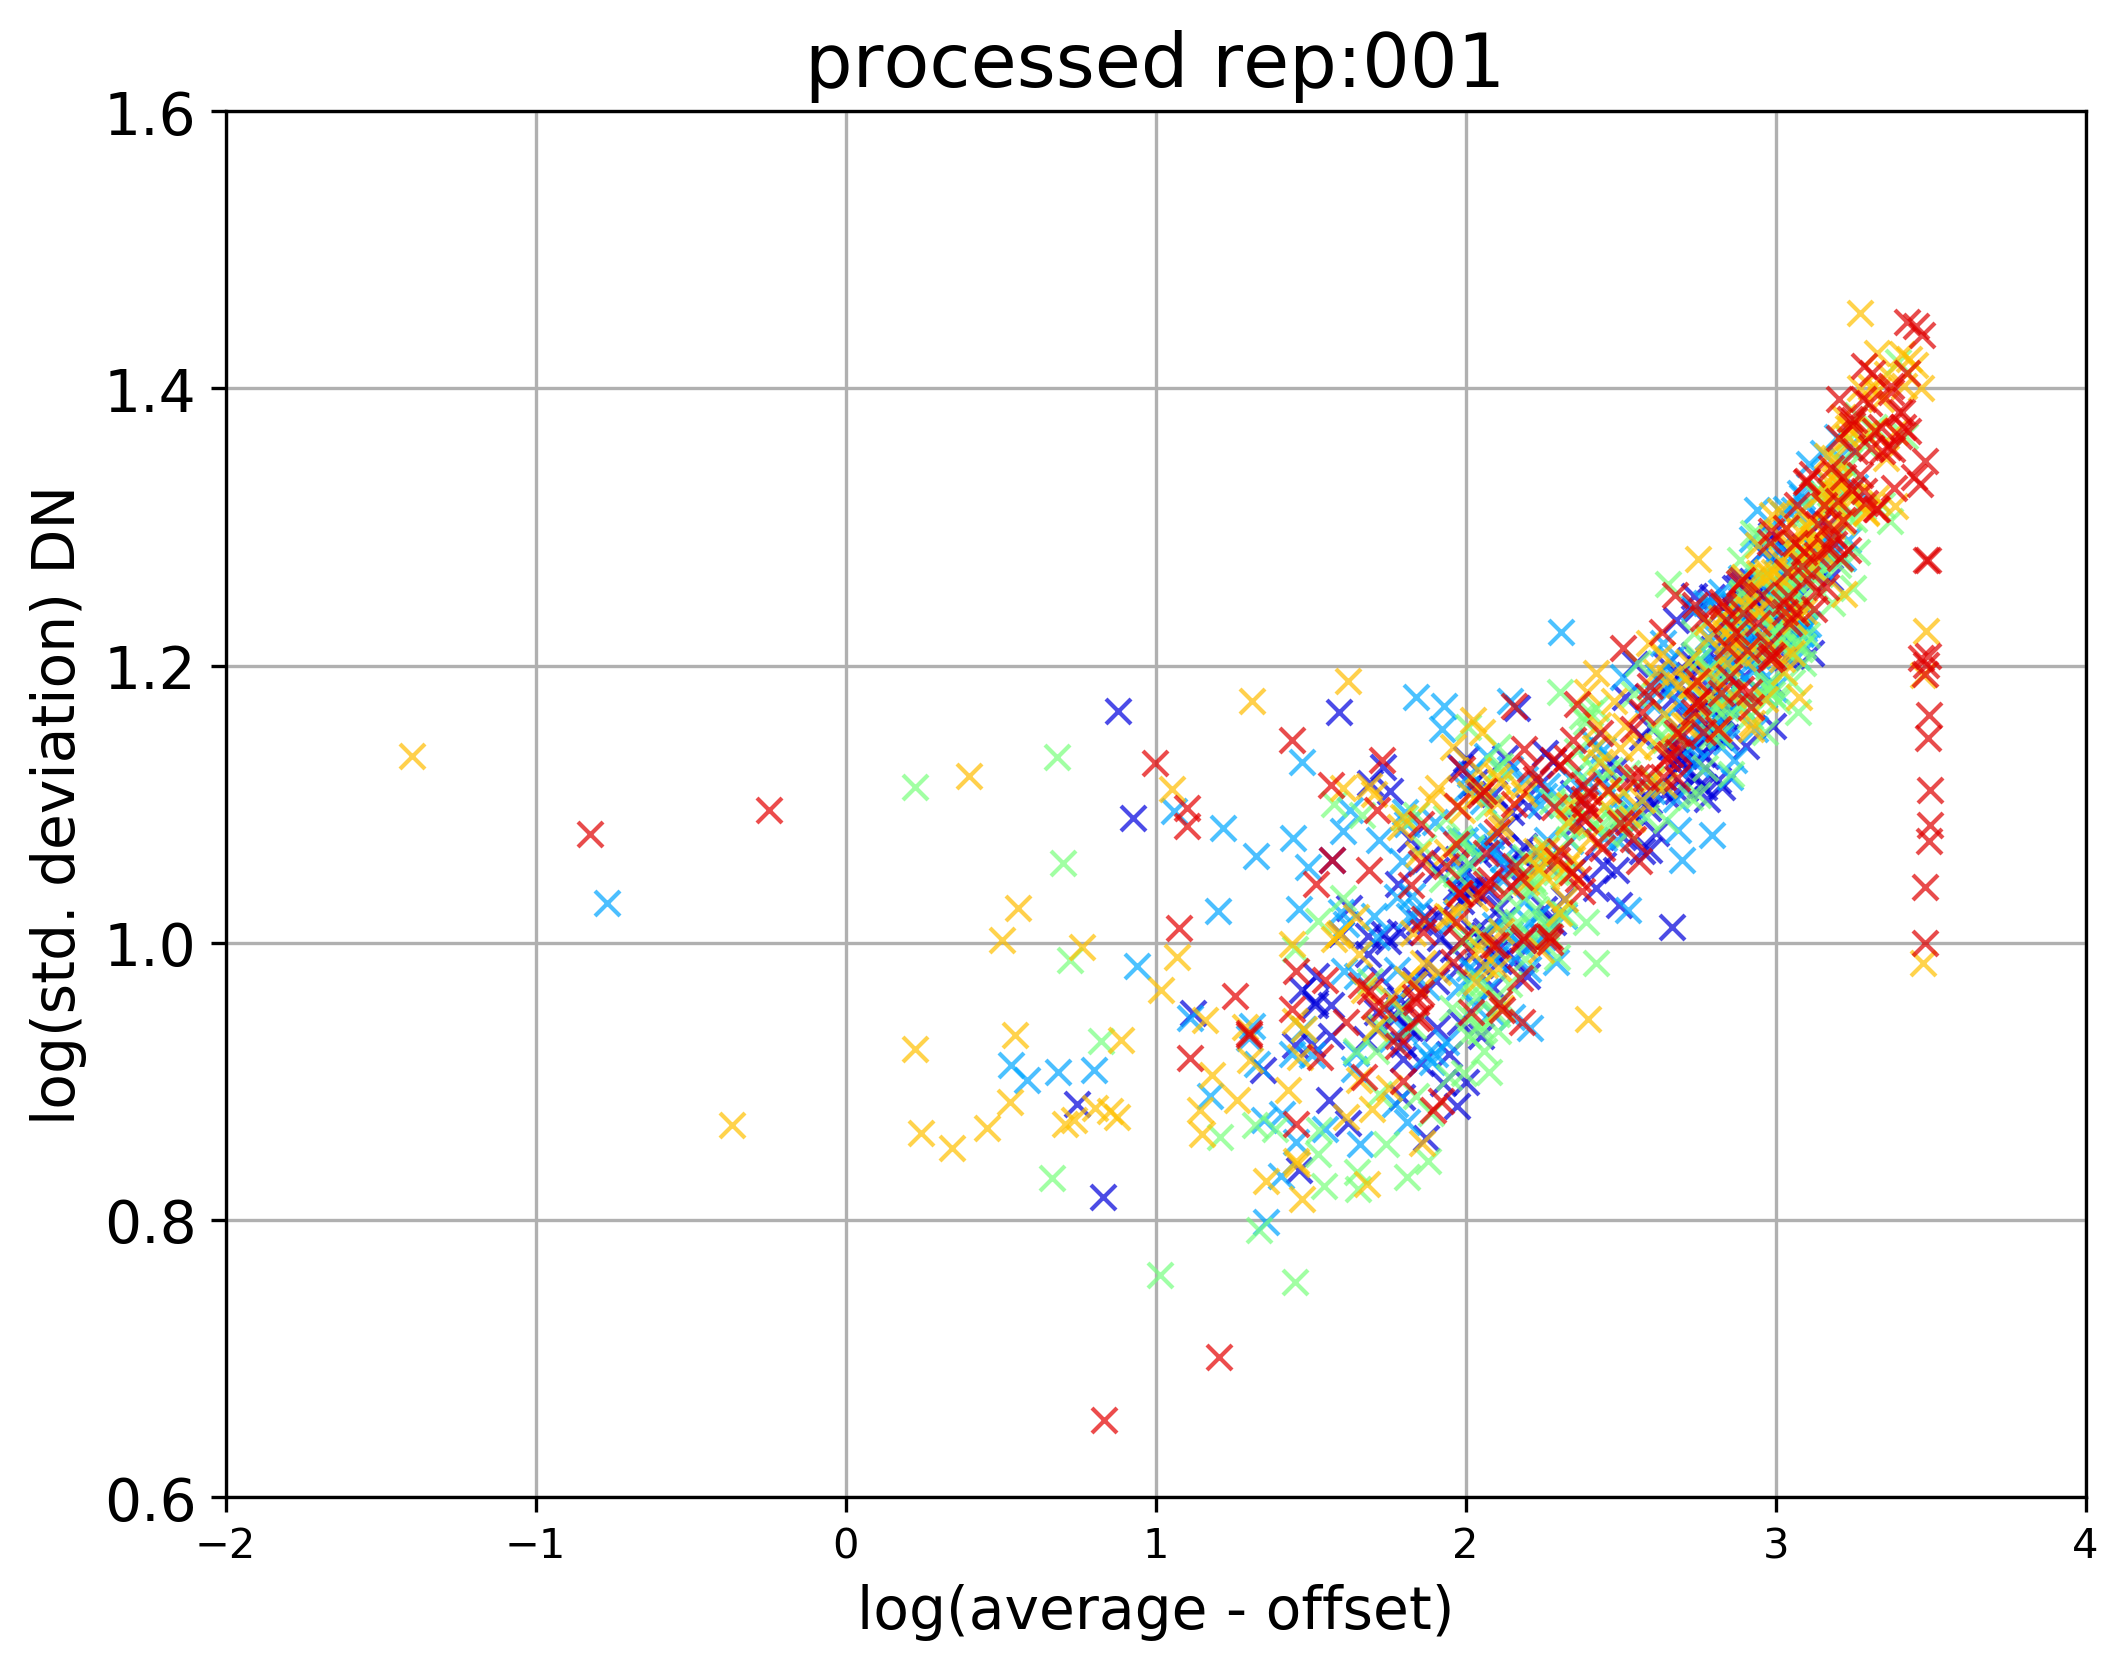 processed rep:001
1.6
1.4
1.2
1.0
0.8
0.6
log(std. deviation) DN
−2 −1 0 1 2 3 4
log(average - offset)